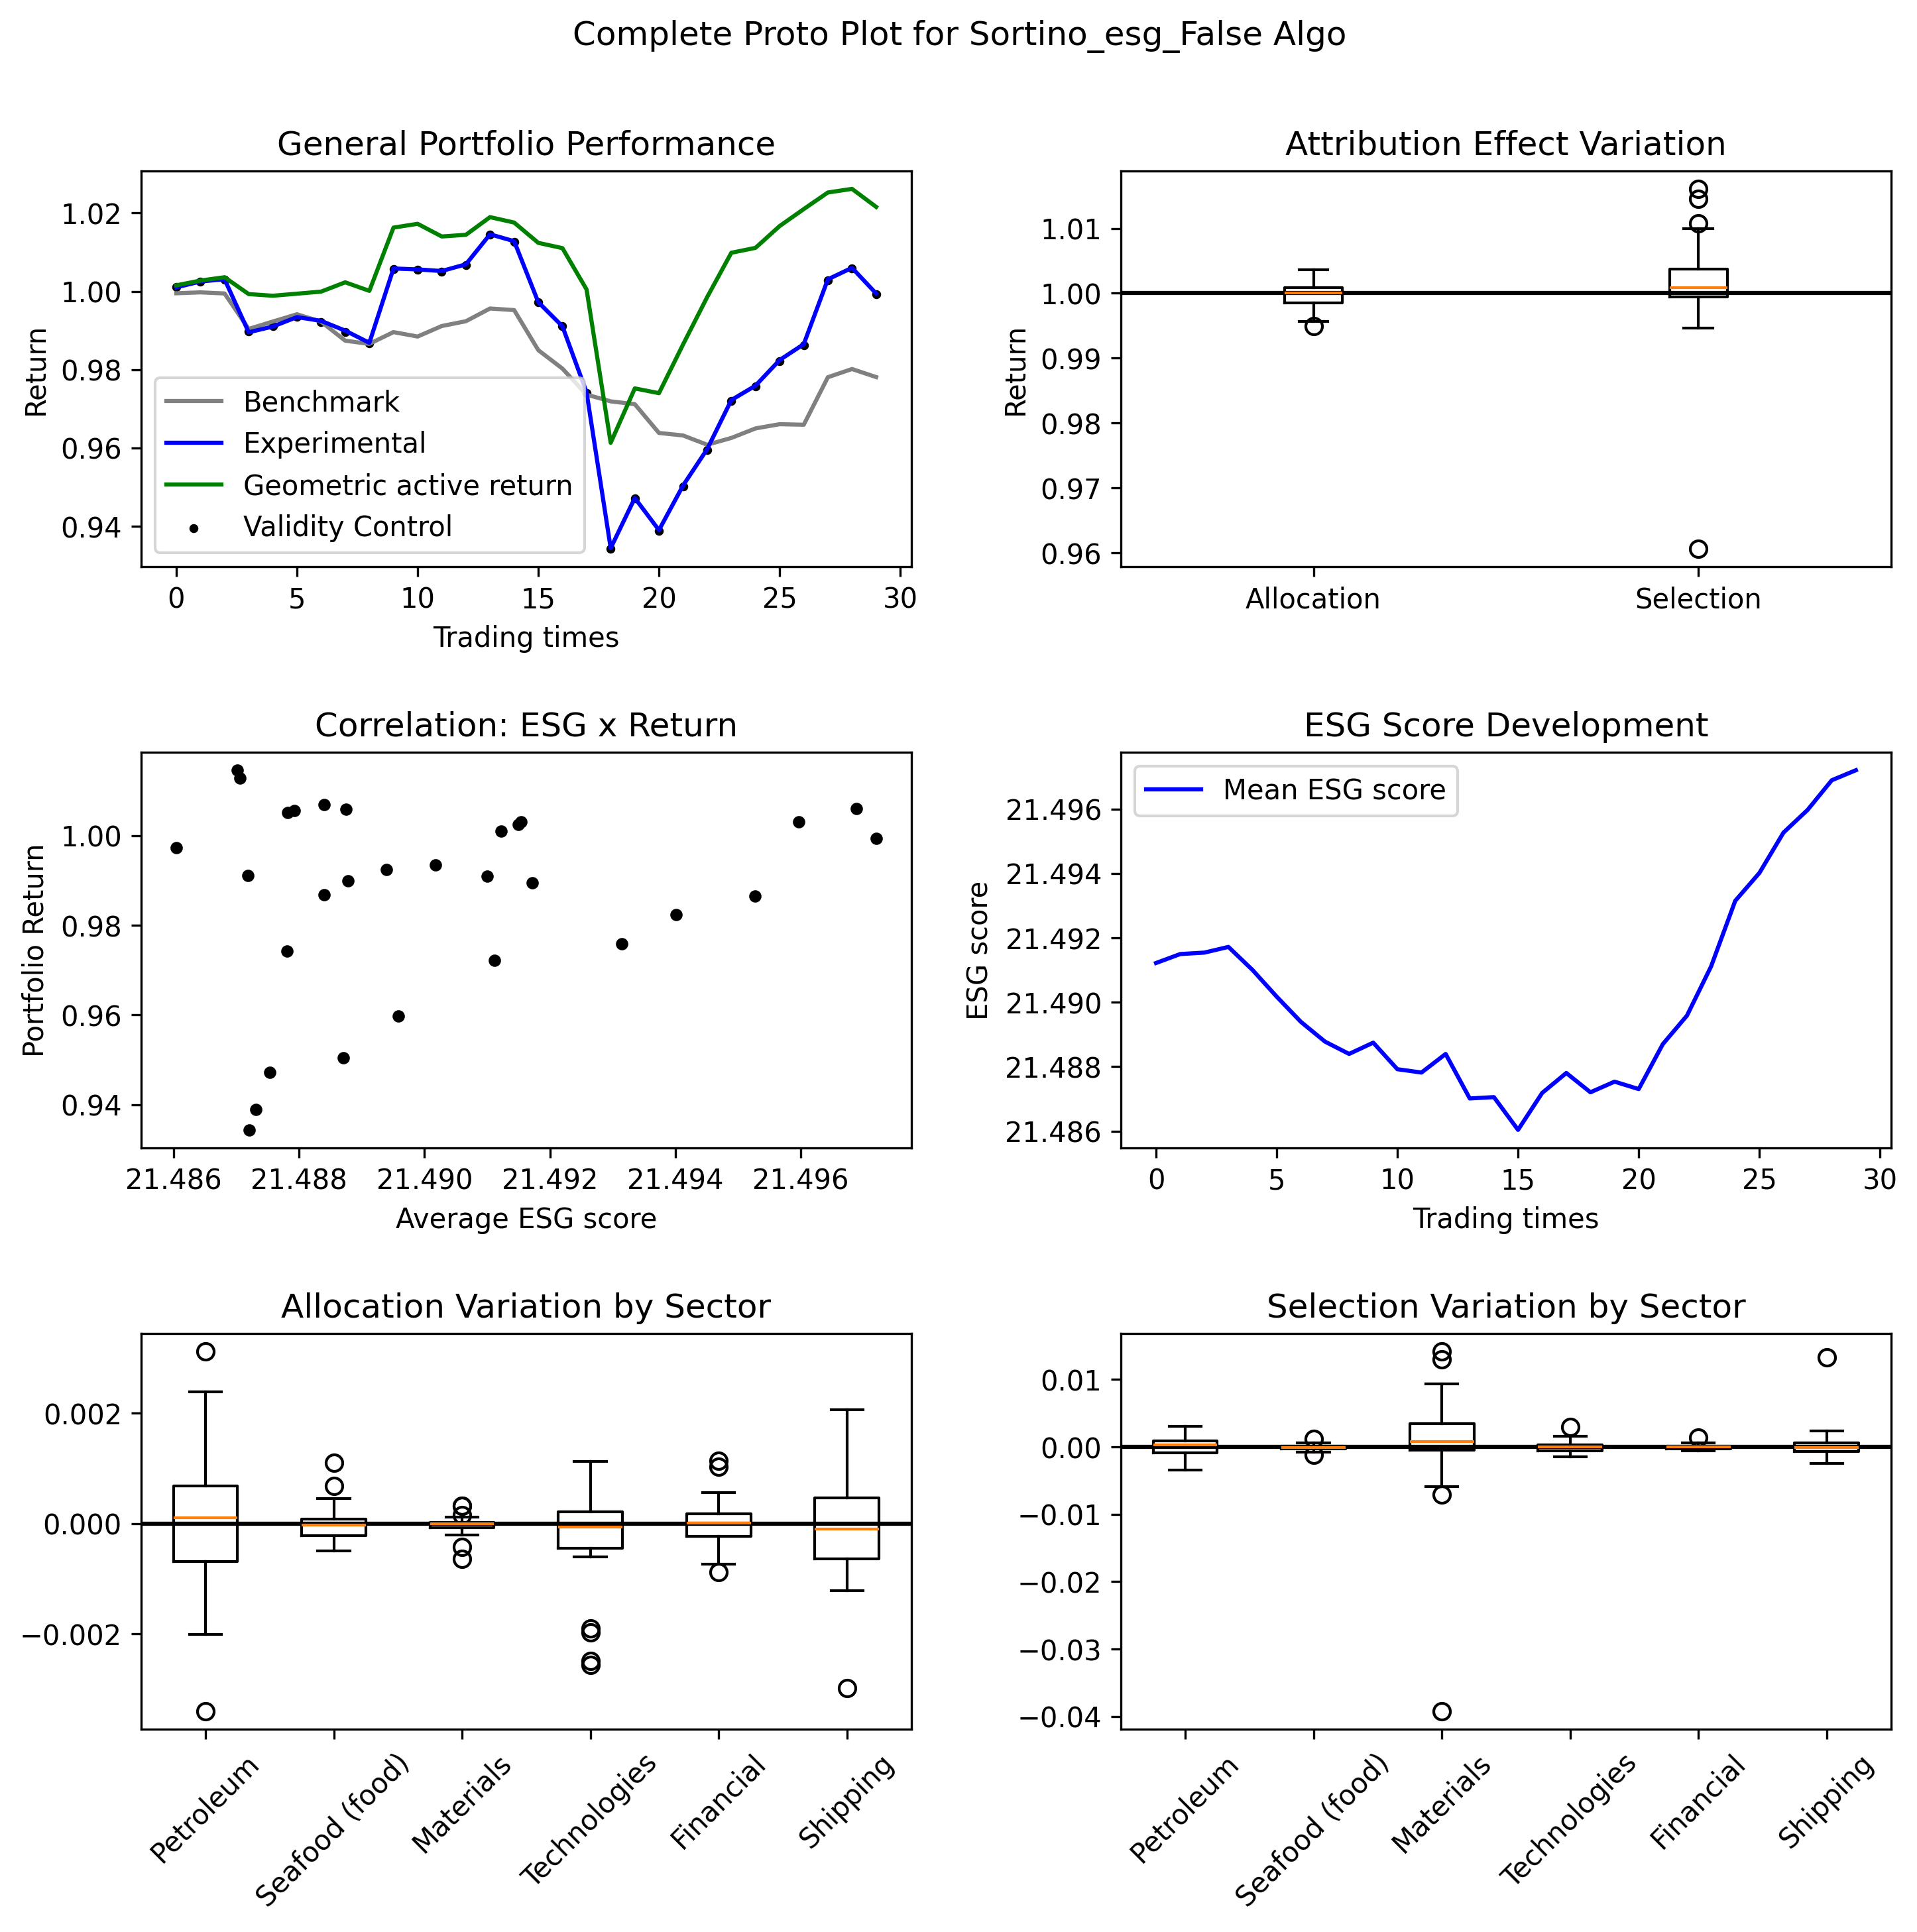 Complete Proto Plot for Sortino_esg_False Algo
General Portfolio Performance
Return
1.02
1.00
0.98
0.96
0.94
Benchmark
Experimental
Geometric active return
Validity Control
0 5 10 15 20 25 30
Trading times
Attribution Effect Variation
Return
1.01
1.00
0.99
0.98
0.97
0.96
Allocation Selection
Correlation: ESG x Return
Portfolio Return
1.00
0.98
0.96
0.94
21.486 21.488 21.490 21.492 21.494 21.496
Average ESG score
ESG Score Development
ESG score
Mean ESG score
21.496
21.494
21.492
21.490
21.488
21.486
0 5 10 15 20 25 30
Trading times
Allocation Variation by Sector
0.002
0.000
−0.002
Petroleum
Seafood (food)
Materials
Technologies
Financial
Shipping
Selection Variation by Sector
0.01
0.00
−0.01
−0.02
−0.03
−0.04
Petroleum
Seafood (food)
Materials
Technologies
Financial
Shipping